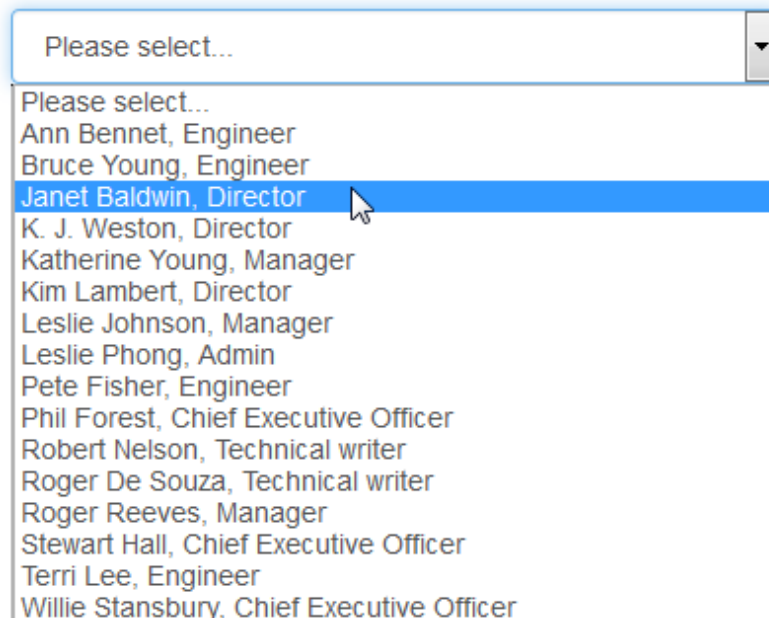 Please select...
Please select...
Ann Bennet, Engineer
Bruce Young, Engineer
Janet Baldwin, Director
K. J. Weston, Director
Katherine Young, Manager
Kim Lambert, Director
Leslie Johnson, Manager
Leslie Phong, Admin
Pete Fisher, Engineer
Phil Forest, Chief Executive Officer
Robert Nelson, Technical writer
Roger De Souza, Technical writer
Roger Reeves, Manager
Stewart Hall, Chief Executive Officer
Terri Lee, Engineer
Willie Stansbury, Chief Executive Officer